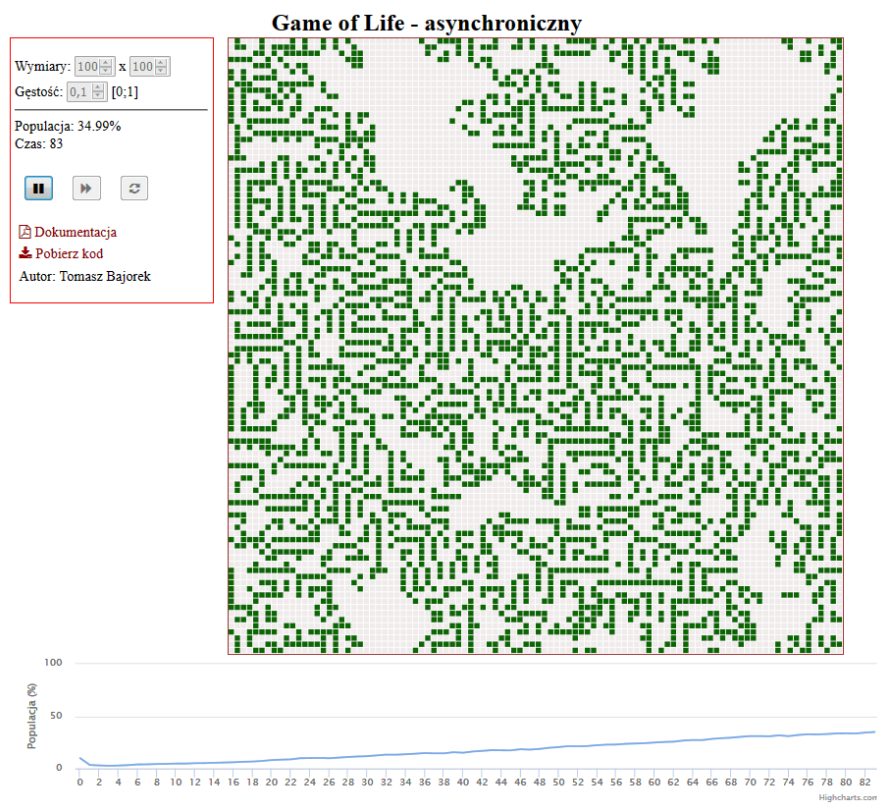 Game of Life - asynchroniczny
Wymiary: 100 x 100
Gęstość: 0,1 [0;1]
Populacja: 34.99%
Czas: 83
Dokumentacja
Pobierz kod
Autor: Tomasz Bajorek
100
50
0
Populacja (%)
0 2 4 6 8 10 12 14 16 18 20 22 24 26 28 30 32 34 36 38 40 42 44 46 48 50 52 54 56 58 60 62 64 66 68 70 72 74 76 78 80 82
Highcharts.com